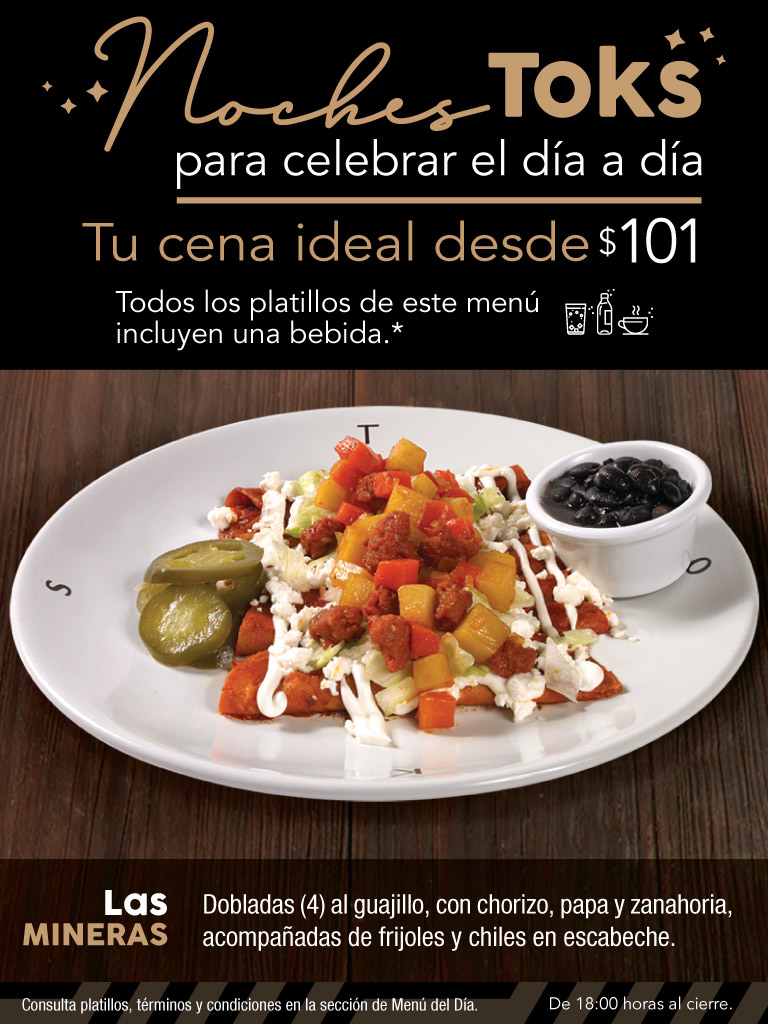 Noches Toks
para celebrar el día a día
Tu cena ideal desde $101
Todos los platillos de este menú
incluyen una bebida.*
T
O
K
S
Las
MINERAS
Dobladas (4) al guajillo, con chorizo, papa y zanahoria,
acompañadas de frijoles y chiles en escabeche.
Consulta platillos, términos y condiciones en la sección de Menú del Día.
De 18:00 horas al cierre.